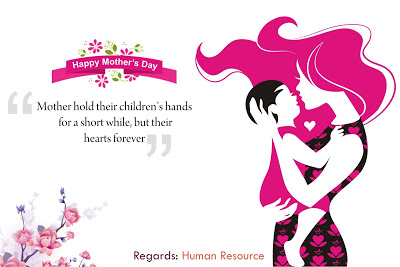 Happy Mother's Day
Mother hold their children's hands
for a short while, but their
hearts forever
Regards: Human Resource